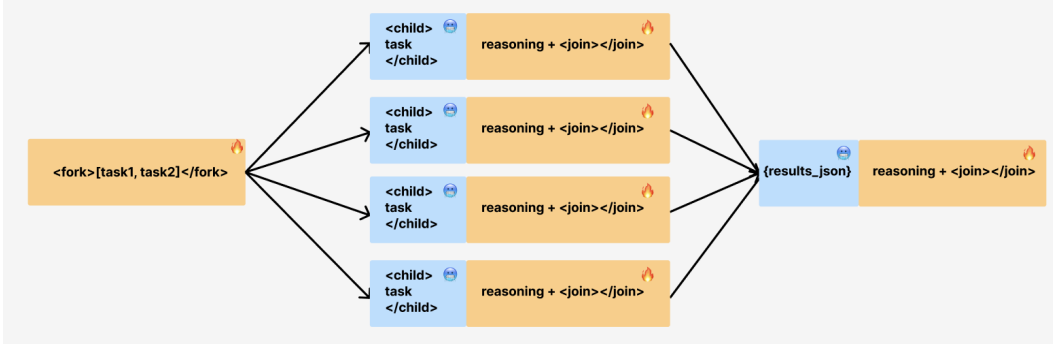 <fork>[task1, task2]</fork>
<child>
task
</child>
reasoning + <join></join>
<child>
task
</child>
reasoning + <join></join>
<child>
task
</child>
reasoning + <join></join>
<child>
task
</child>
reasoning + <join></join>
{results_json}
reasoning + <join></join>